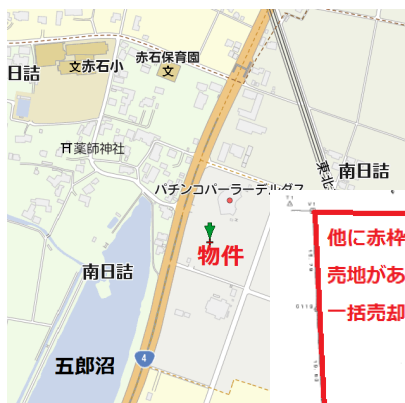 赤石保育園
文
文赤石小
日詰
薬師神社
南日詰
東北
パチンコパーラーデルダス
物件
南日詰
五郎沼
4
他に赤枠
売地があ
一括売却